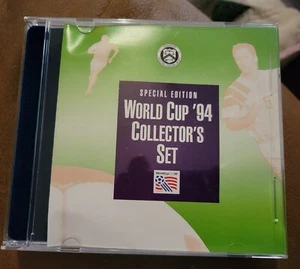 SPECIAL EDITION
WORLD CUP '94
COLLECTOR'S
SET